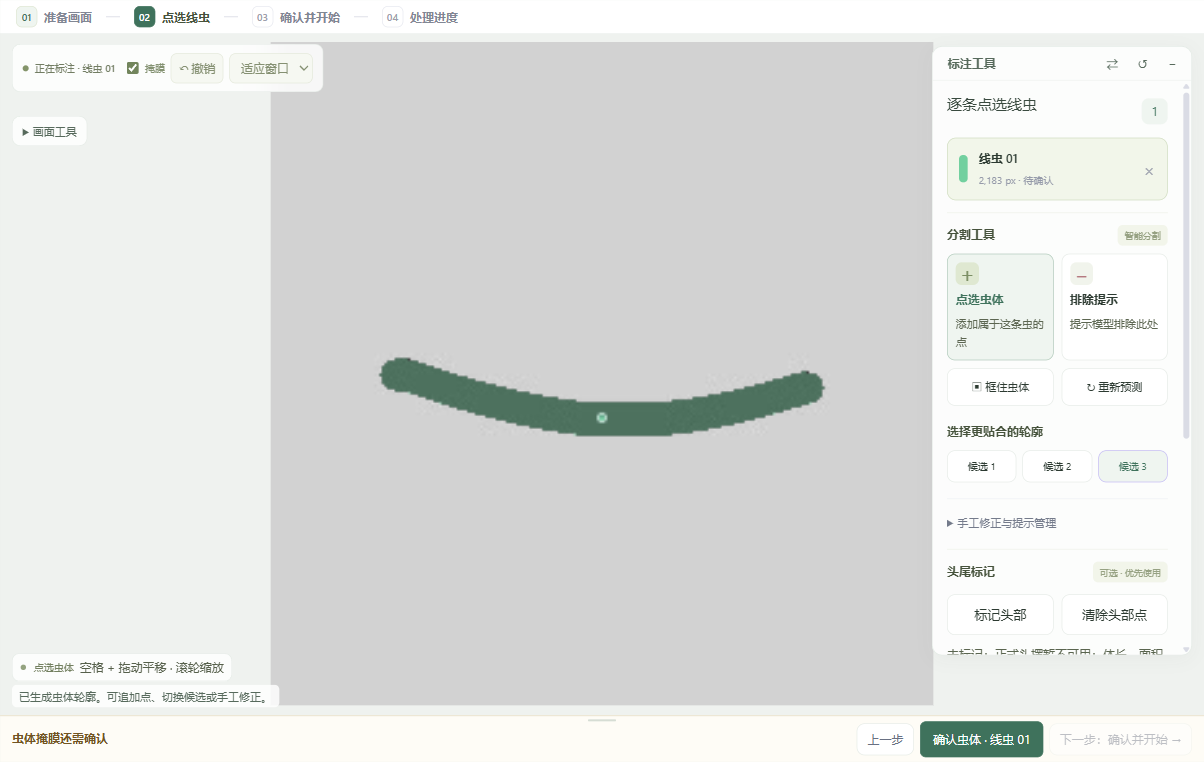 01 准备画面 — 02 点选线虫 — 03 确认并开始 — 04 处理进度
正在标注 · 线虫 01 掩膜 ↶撤销 适应窗口
▶ 画面工具
标注工具
逐条点选线虫 1
线虫 01
2,183 px · 待确认
分割工具 智能分割
+
点选虫体
添加属于这条虫的
点
−
排除提示
提示模型排除此处
▣ 框住虫体 ↻ 重新预测
选择更贴合的轮廓
候选 1 候选 2 候选 3
▶ 手工修正与提示管理
头尾标记 可选 · 优先使用
标记头部 清除头部点
点选虫体 空格 + 拖动平移 · 滚轮缩放
已生成虫体轮廓。可追加点、切换候选或手工修正。
虫体掩膜还需确认
上一步 确认虫体 · 线虫 01 下一步：确认并开始 →